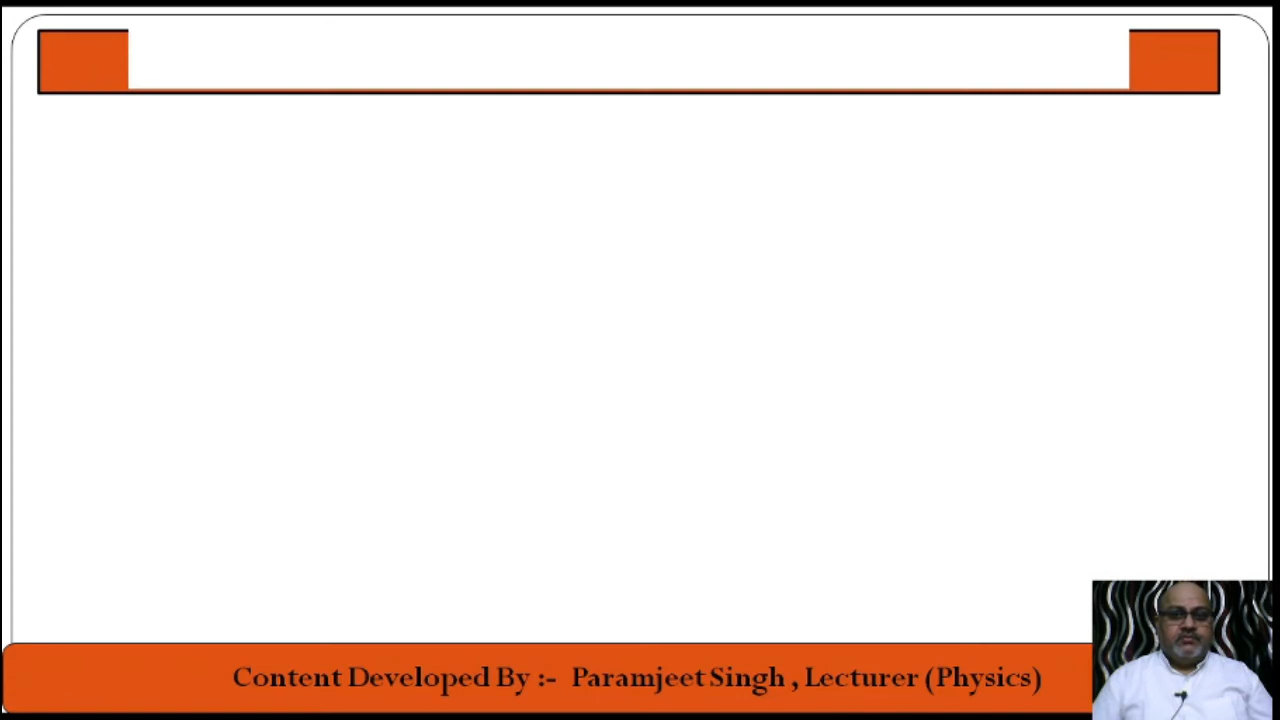 Content Developed By :- Paramjeet Singh , Lecturer (Physics)